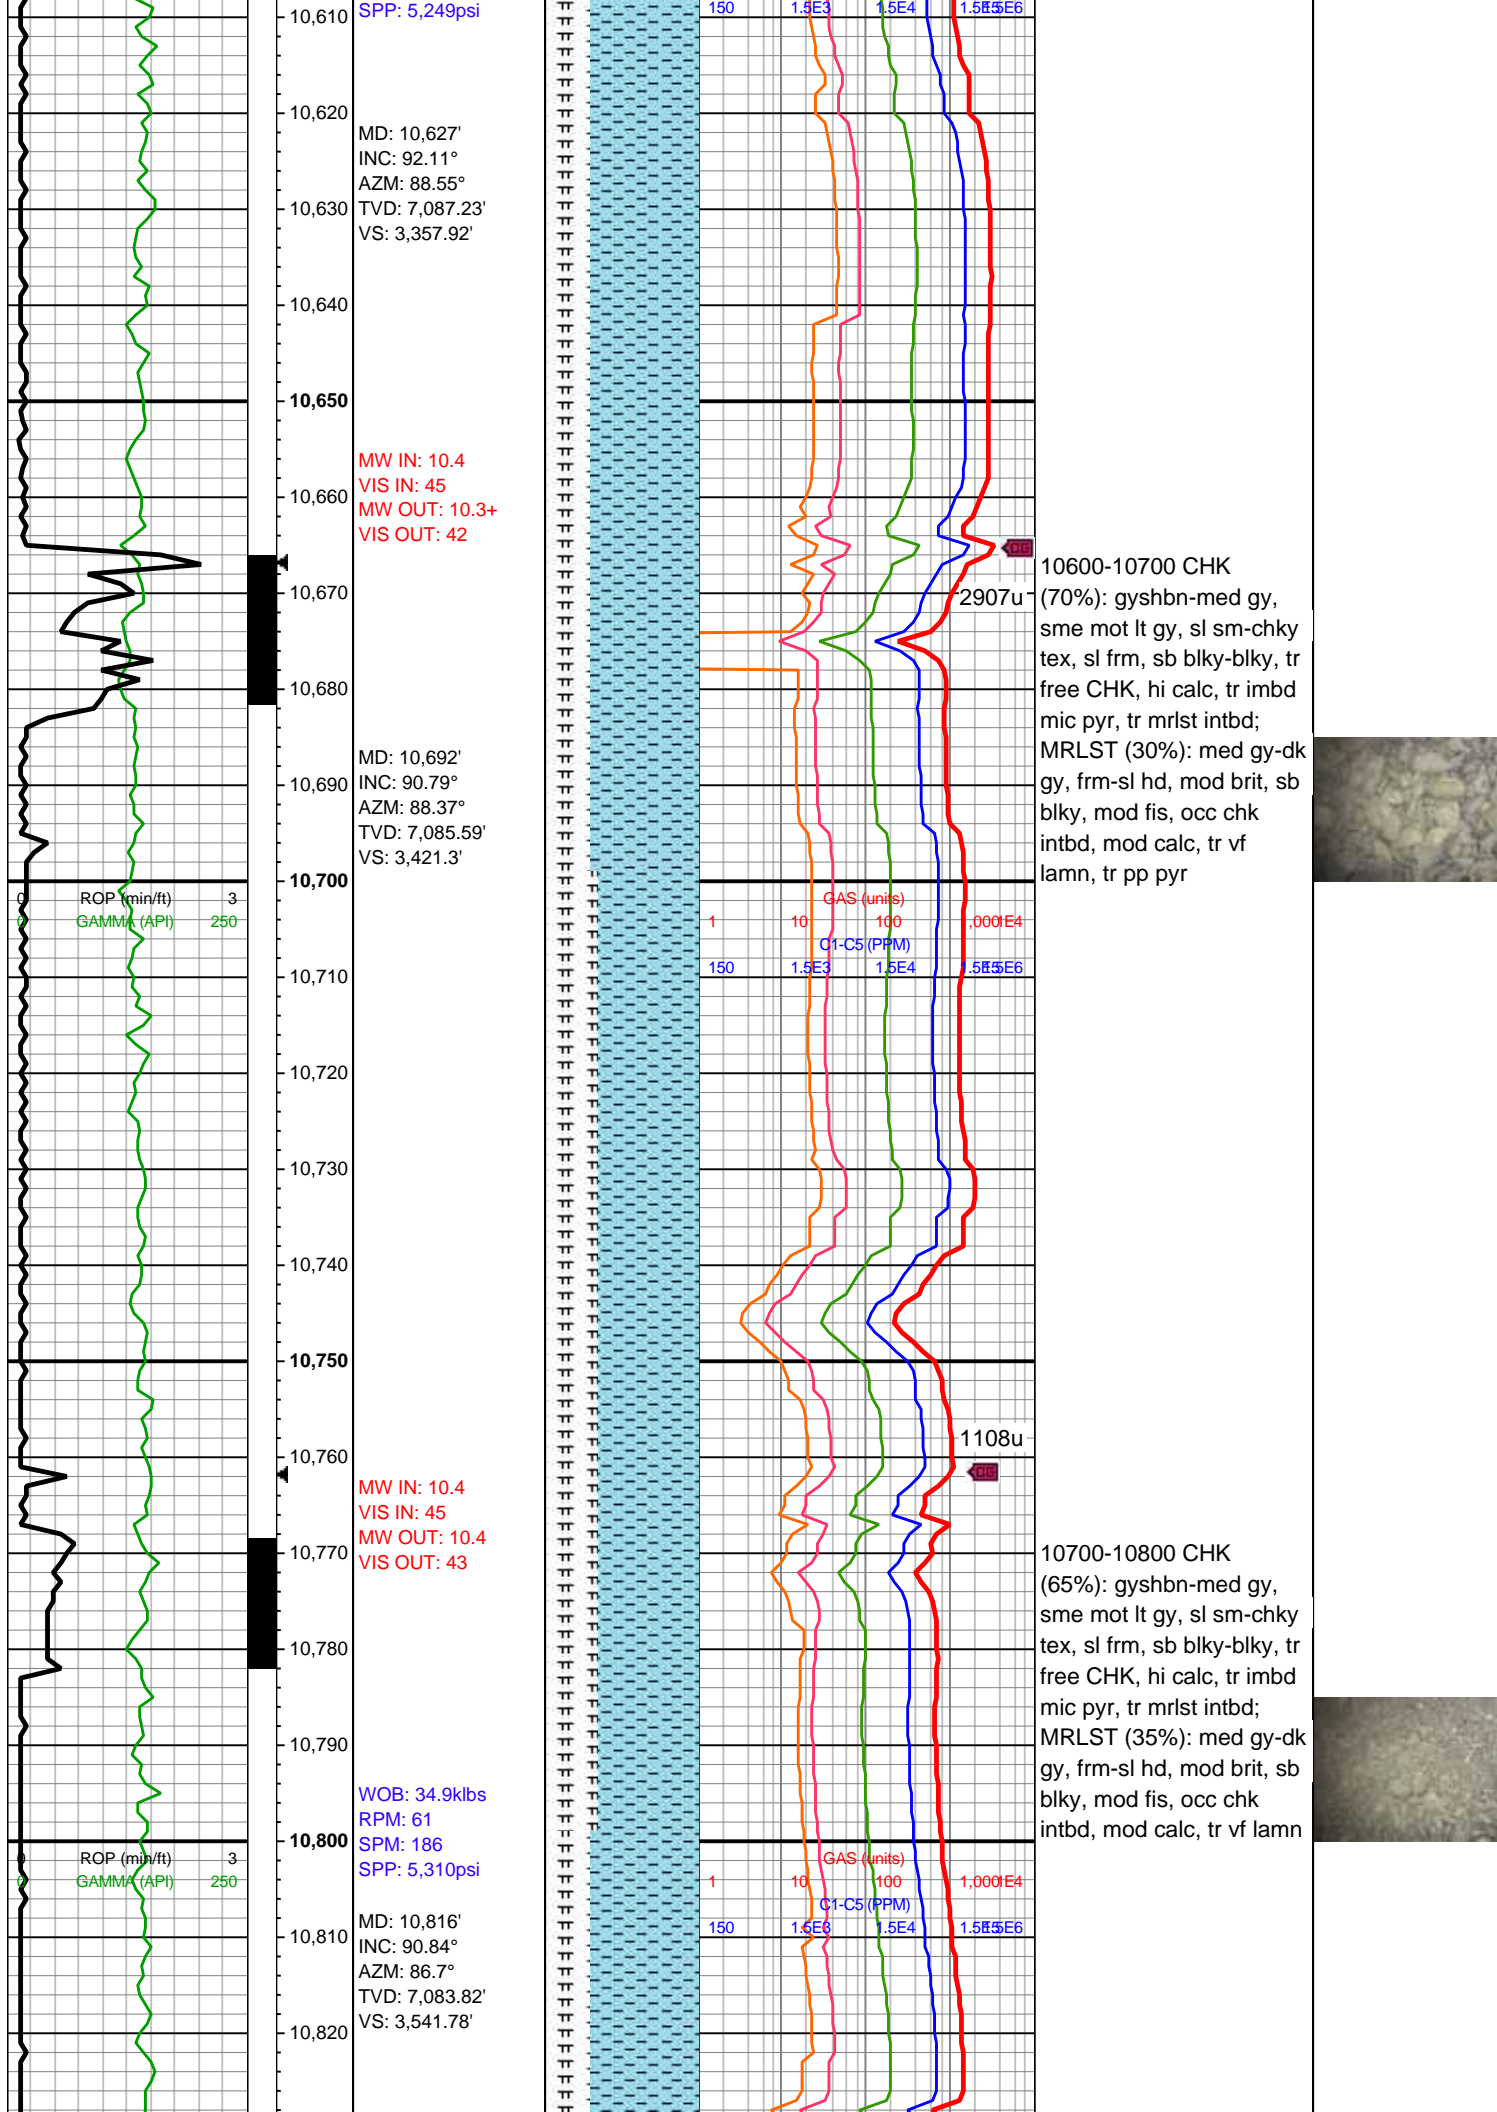 10,610
SPP: 5,249psi
150 1.5E3 1.5E4 1.5E5 1.5E6
10,620
MD: 10,627'
INC: 92.11°
AZM: 88.55°
TVD: 7,087.23'
VS: 3,357.92'
10,630
10,640
10,650
MW IN: 10.4
VIS IN: 45
MW OUT: 10.3+
VIS OUT: 42
10,660
10,670
2907u
10600-10700 CHK
(70%): gyshbn-med gy,
sme mot lt gy, sl sm-chky
tex, sl frm, sb blky-blky, tr
free CHK, hi calc, tr imbd
mic pyr, tr mrlst intbd;
MRLST (30%): med gy-dk
gy, frm-sl hd, mod brit, sb
blky, mod fis, occ chk
intbd, mod calc, tr vf
lamn, tr pp pyr
10,680
MD: 10,692'
INC: 90.79°
AZM: 88.37°
TVD: 7,085.59'
VS: 3,421.3'
10,690
10,700
0 ROP (min/ft) 3
0 GAMMA (API) 250
GAS (units)
1 10 100 ,000 1E4
C1-C5 (PPM)
150 1.5E3 1.5E4 1.5E5 1.5E6
10,710
10,720
10,730
10,740
10,750
1108u
10,760
MW IN: 10.4
VIS IN: 45
MW OUT: 10.4
VIS OUT: 43
10,770
10700-10800 CHK
(65%): gyshbn-med gy,
sme mot lt gy, sl sm-chky
tex, sl frm, sb blky-blky, tr
free CHK, hi calc, tr imbd
mic pyr, tr mrlst intbd;
MRLST (35%): med gy-dk
gy, frm-sl hd, mod brit, sb
blky, mod fis, occ chk
intbd, mod calc, tr vf lamn
10,780
10,790
WOB: 34.9klbs
RPM: 61
SPM: 186
SPP: 5,310psi
10,800
0 ROP (min/ft) 3
0 GAMMA (API) 250
GAS (units)
1 10 100 1,000 1E4
C1-C5 (PPM)
150 1.5E3 1.5E4 1.5E5 1.5E6
10,810
MD: 10,816'
INC: 90.84°
AZM: 86.7°
TVD: 7,083.82'
VS: 3,541.78'
10,820